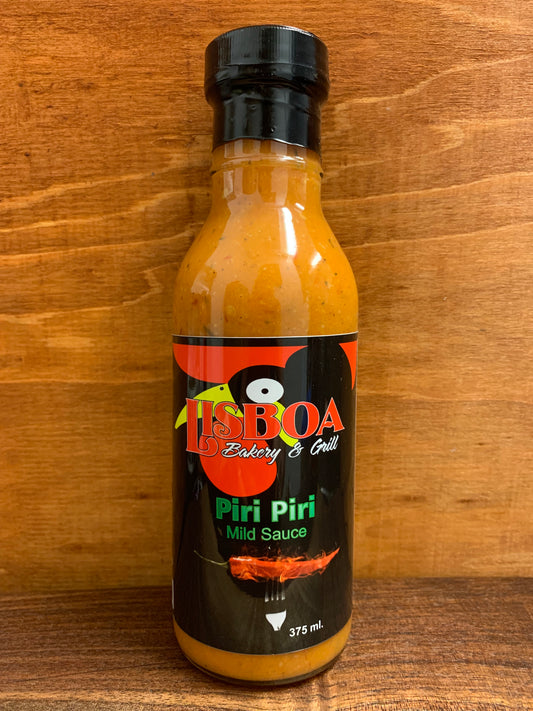 LISBOA
Bakery & Grill
Piri Piri
Mild Sauce
375 ml.